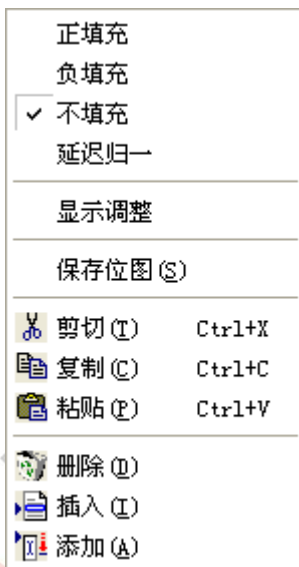 正填充
负填充
不填充
延迟归一
显示调整
保存位图(S)
剪切(T) Ctrl+X
复制(C) Ctrl+C
粘贴(P) Ctrl+V
删除(D)
插入(I)
添加(A)